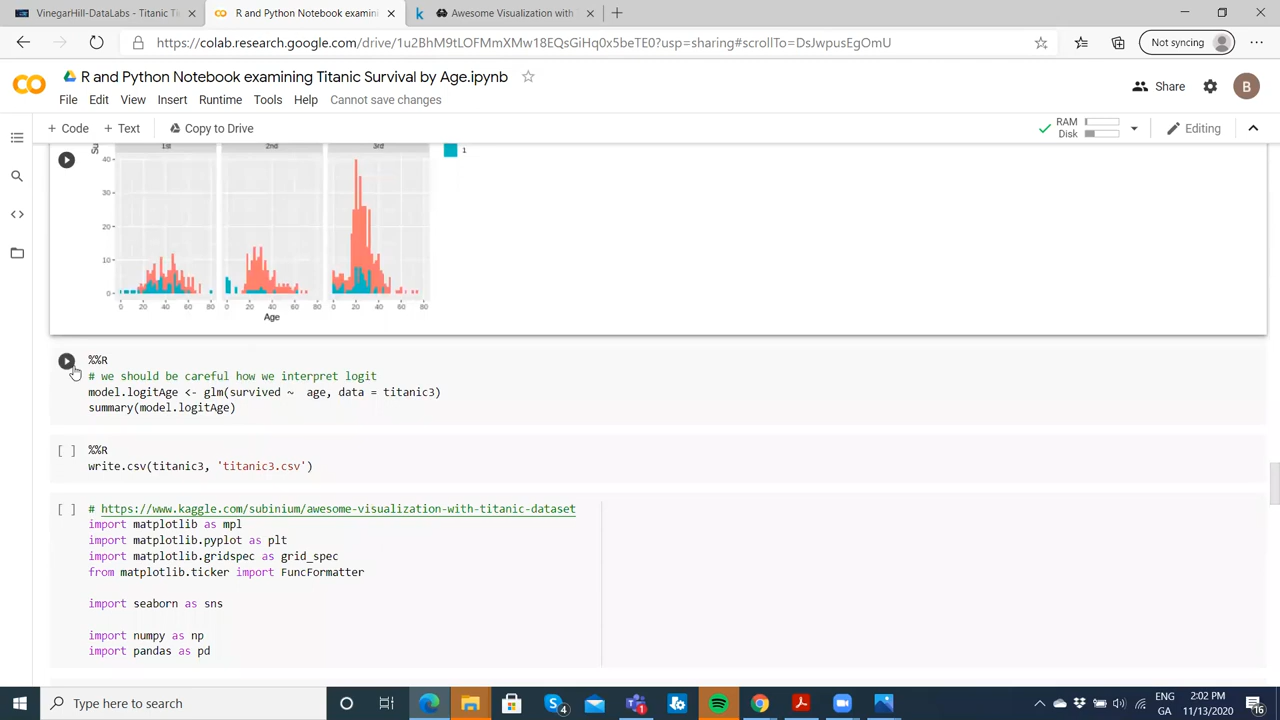 VinegarHill-DataLabs - Titanic T
R and Python Notebook examinin
Awesome Visualization with
https://colab.research.google.com/drive/1u2BhM9tLOFMmXMw18EQsGiHq0x5beTE0?usp=sharing#scrollTo=DsJwpusEgOmU
Not syncing
R and Python Notebook examining Titanic Survival by Age.ipynb
Share
B
File Edit View Insert Runtime Tools Help Cannot save changes
+ Code + Text Copy to Drive
RAM
Disk
Editing
1st 2nd 3rd
1
40
30
20
10
0
0 20 40 60 80 0 20 40 60 80 0 20 40 60 80
Age
%%R
# we should be careful how we interpret logit
model.logitAge <- glm(survived ~ age, data = titanic3)
summary(model.logitAge)
[ ] %%R
write.csv(titanic3, 'titanic3.csv')
[ ] # https://www.kaggle.com/subinium/awesome-visualization-with-titanic-dataset
import matplotlib as mpl
import matplotlib.pyplot as plt
import matplotlib.gridspec as grid_spec
from matplotlib.ticker import FuncFormatter
import seaborn as sns
import numpy as np
import pandas as pd
Type here to search
ENG
GA
2:02 PM
11/13/2020